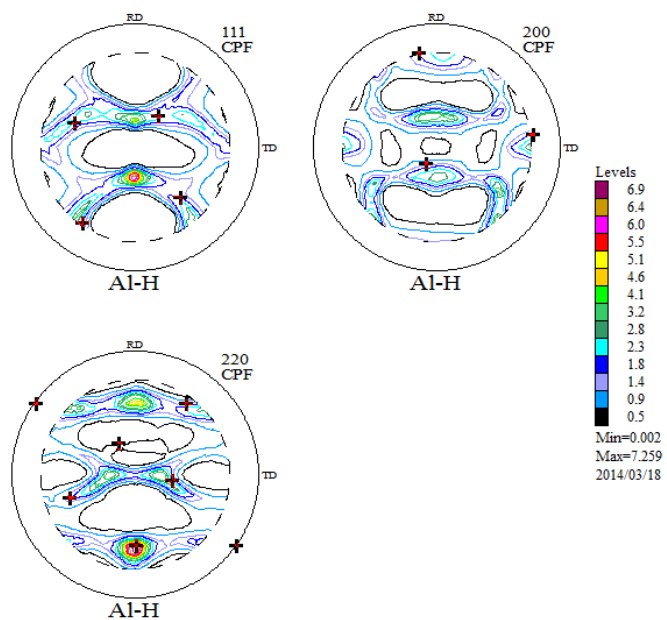 RD
111
CPF
TD
Al-H
RD
200
CPF
TD
Al-H
RD
220
CPF
TD
Al-H
Levels
6.9
6.4
6.0
5.5
5.1
4.6
4.1
3.2
2.8
2.3
1.8
1.4
0.9
0.5
Min=0.002
Max=7.259
2014/03/18